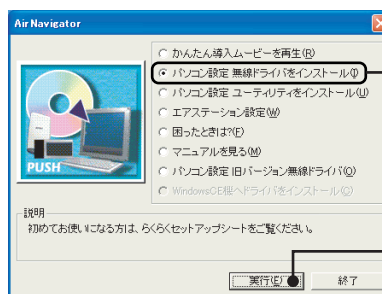 Air Navigator
かんたん導入ムービーを再生(R)
パソコン設定 無線ドライバをインストール(I)
パソコン設定 ユーティリティをインストール(U)
エアステーション設定(W)
困ったときは?(F)
マニュアルを見る(M)
パソコン設定 旧バージョン無線ドライバ(O)
WindowsCE機へドライバをインストール(C)
PUSH
説明
初めてお使いになる方は、らくらくセットアップシートをご覧ください。
実行(E)
終了